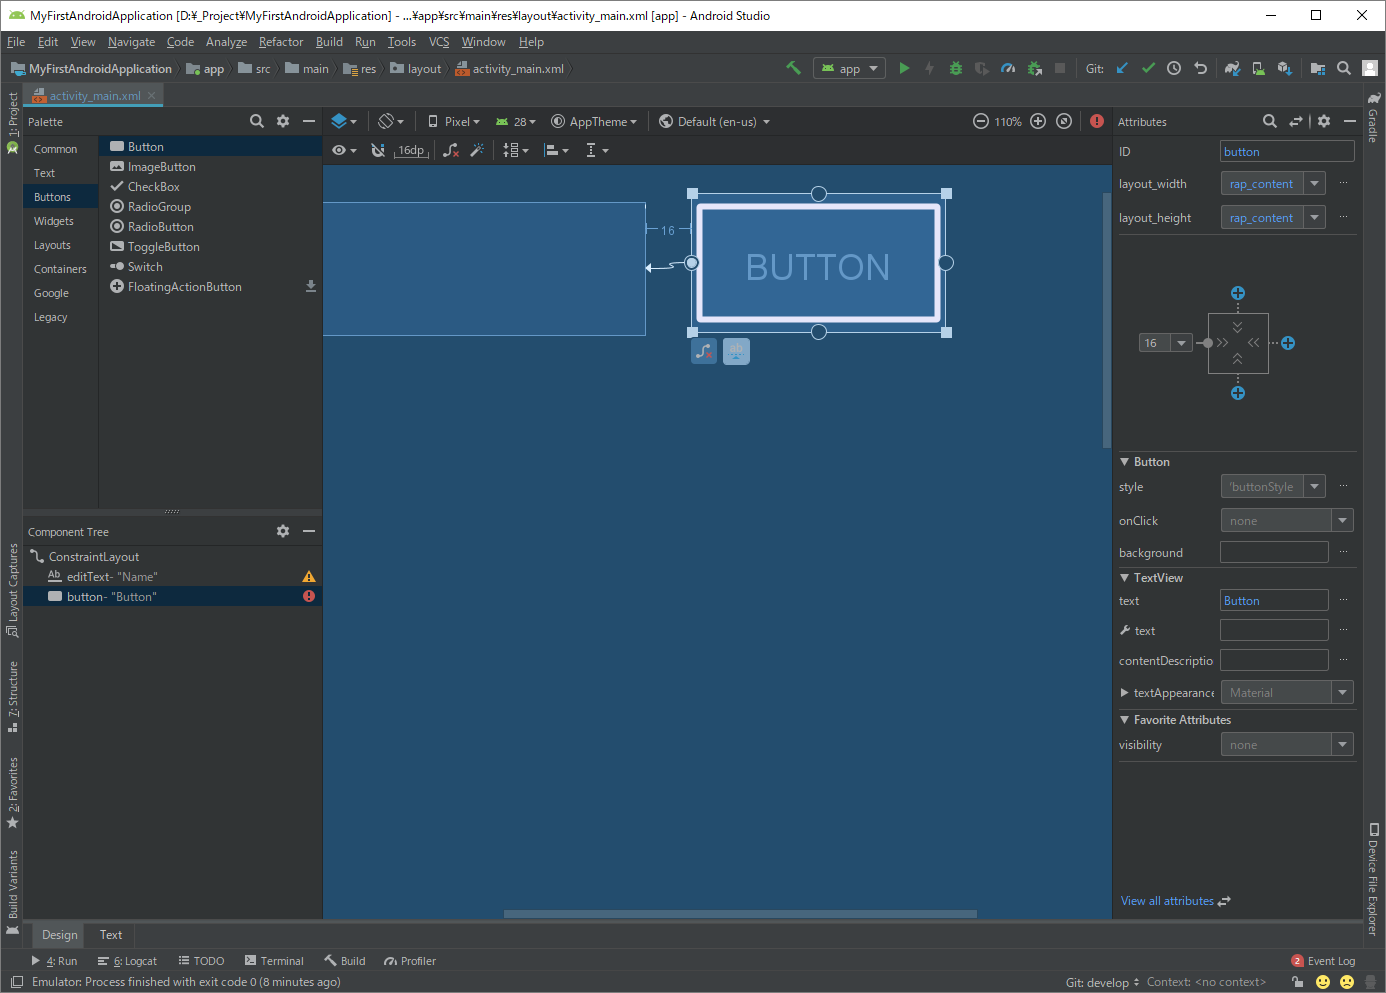 MyFirstAndroidApplication [D:¥_Project¥MyFirstAndroidApplication] - ...¥app¥src¥main¥res¥layout¥activity_main.xml [app] - Android Studio
File Edit View Navigate Code Analyze Refactor Build Run Tools VCS Window Help
MyFirstAndroidApplication app src main res layout activity_main.xml app Git:
1: Project
activity_main.xml
Palette
Common
Text
Buttons
Widgets
Layouts
Containers
Google
Legacy
Button
ImageButton
CheckBox
RadioGroup
RadioButton
ToggleButton
Switch
FloatingActionButton
Pixel 28 AppTheme Default (en-us) 110%
16dp
16
BUTTON
ab
Component Tree
ConstraintLayout
Ab editText- "Name"
button- "Button"
Layout Captures
7: Structure
2: Favorites
Build Variants
Attributes
ID button
layout_width rap_content ...
layout_height rap_content ...
16
Button
style 'buttonStyle ...
onClick none
background ...
TextView
text Button ...
text ...
contentDescriptio ...
textAppearance Material
Favorite Attributes
visibility none
View all attributes
Gradle
Device File Explorer
Design Text
4: Run 6: Logcat TODO Terminal Build Profiler 2 Event Log
Emulator: Process finished with exit code 0 (8 minutes ago) Git: develop Context: <no context>